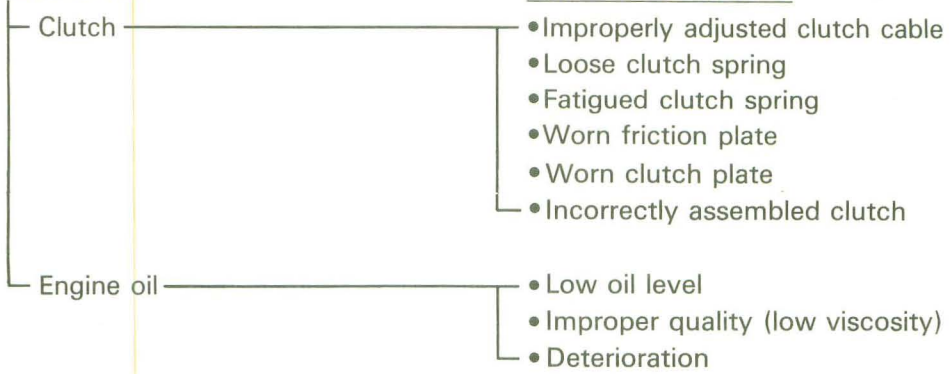 Clutch
•Improperly adjusted clutch cable
•Loose clutch spring
•Fatigued clutch spring
•Worn friction plate
•Worn clutch plate
•Incorrectly assembled clutch
Engine oil
•Low oil level
•Improper quality (low viscosity)
•Deterioration